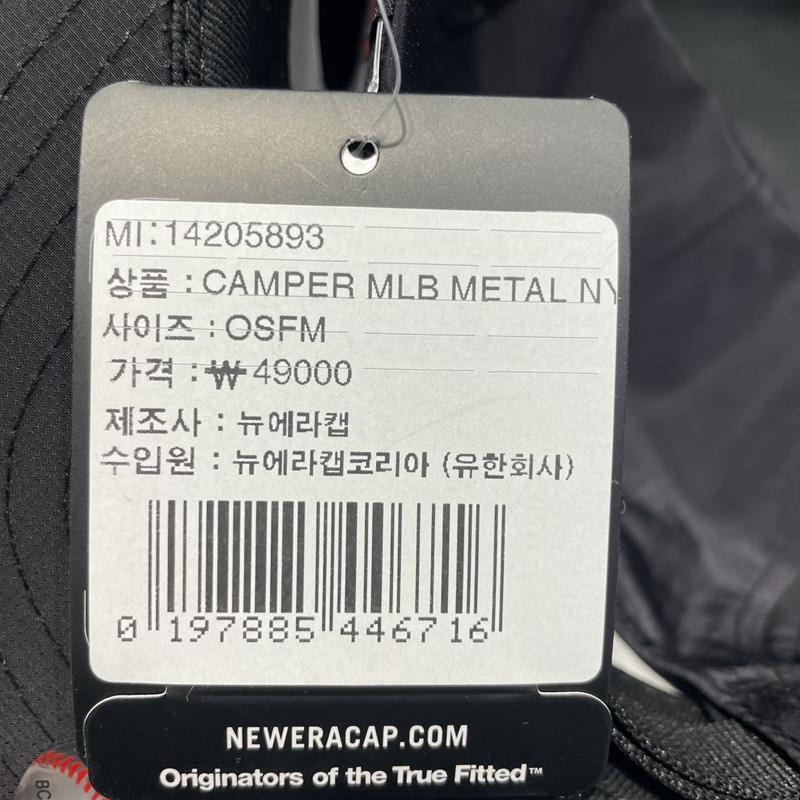 MI:14205893
상품 : CAMPER MLB METAL NY
사이즈 : OSFM
가격 : ₩ 49000
제조사 : 뉴에라캡
수입원 : 뉴에라캡코리아 (유한회사)
0 197885 446716
NEWERACAP.COM
Originators of the True Fitted™
BC